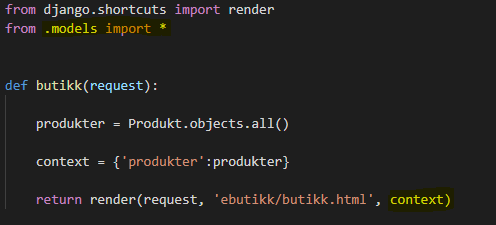 from django.shortcuts import render
from .models import *
def butikk(request):
produkter = Produkt.objects.all()
context = {'produkter':produkter}
return render(request, 'ebutikk/butikk.html', context)